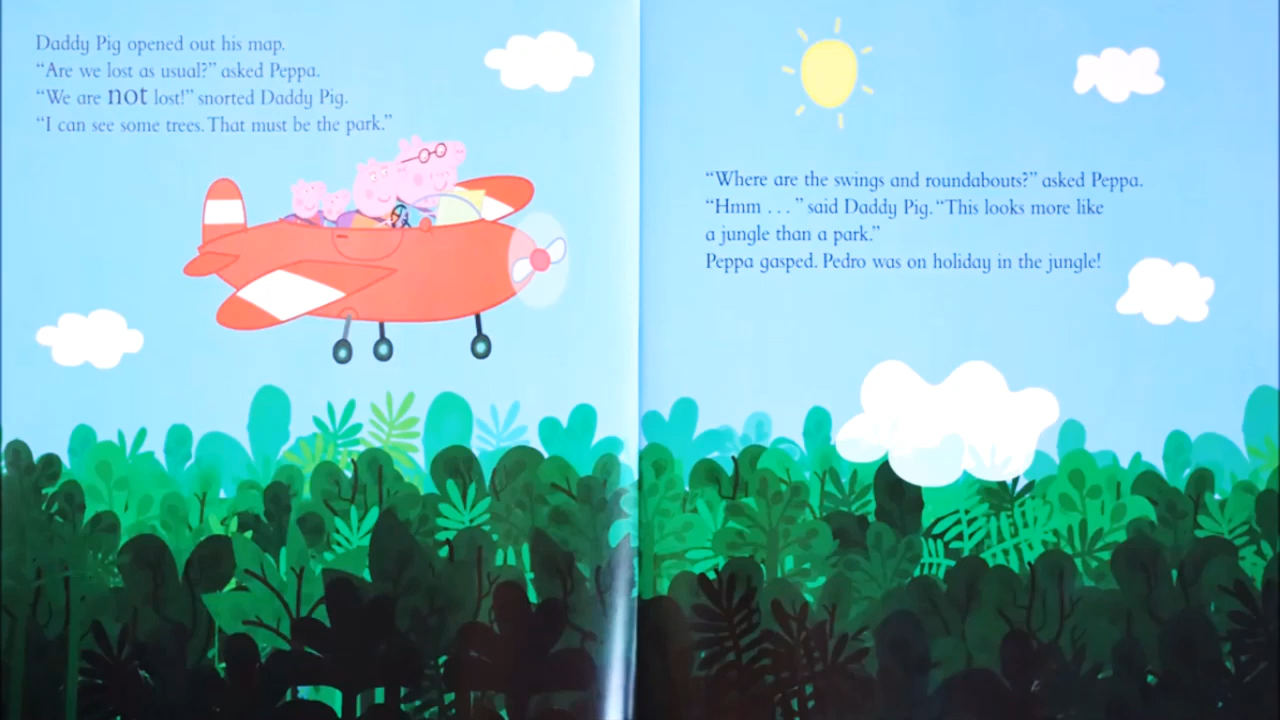 Daddy Pig opened out his map.
“Are we lost as usual?” asked Peppa.
“We are not lost!” snorted Daddy Pig.
“I can see some trees. That must be the park.”
“Where are the swings and roundabouts?” asked Peppa.
“Hmm . . . ” said Daddy Pig. “This looks more like
a jungle than a park.”
Peppa gasped. Pedro was on holiday in the jungle!